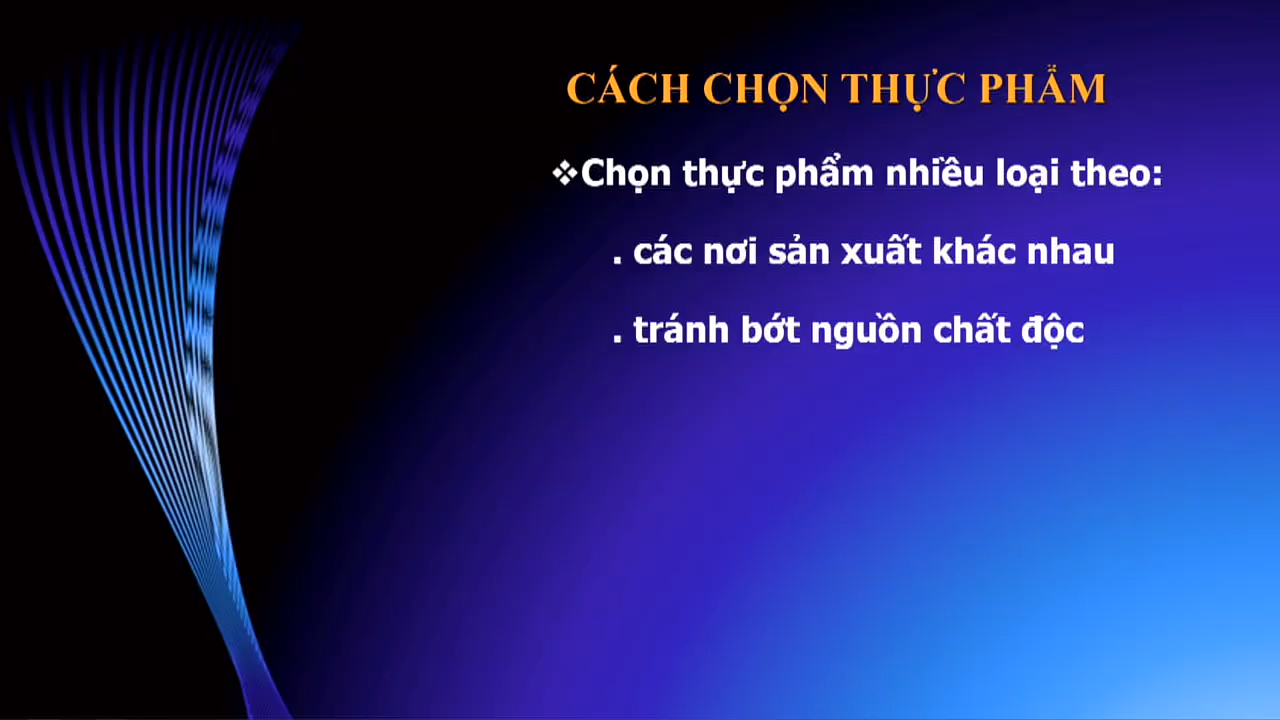 CÁCH CHỌN THỰC PHẨM
❖Chọn thực phẩm nhiều loại theo:
. các nơi sản xuất khác nhau
. tránh bớt nguồn chất độc